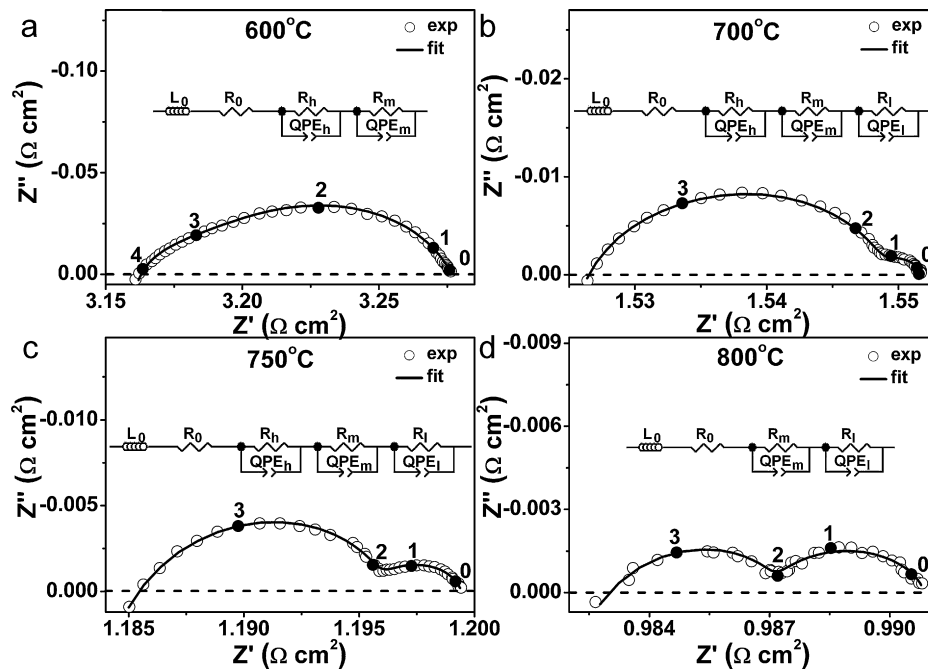 a
600°C
exp
fit
-0.10
-0.05
0.00
Z'' (Ω cm²)
L₀
R₀
Rₕ
QPEₕ
Rₘ
QPEₘ
4
3
2
1
0
3.15
3.20
3.25
Z' (Ω cm²)
b
700°C
exp
fit
-0.02
-0.01
0.00
Z'' (Ω cm²)
L₀
R₀
Rₕ
QPEₕ
Rₘ
QPEₘ
Rₗ
QPEₗ
3
2
1
0
1.53
1.54
1.55
Z' (Ω cm²)
c
750°C
exp
fit
-0.010
-0.005
0.000
Z'' (Ω cm²)
L₀
R₀
Rₕ
QPEₕ
Rₘ
QPEₘ
Rₗ
QPEₗ
3
2
1
0
1.185
1.190
1.195
1.200
Z' (Ω cm²)
d
800°C
exp
fit
-0.009
-0.006
-0.003
0.000
Z'' (Ω cm²)
L₀
R₀
Rₘ
QPEₘ
Rₗ
QPEₗ
3
2
1
0
0.984
0.987
0.990
Z' (Ω cm²)